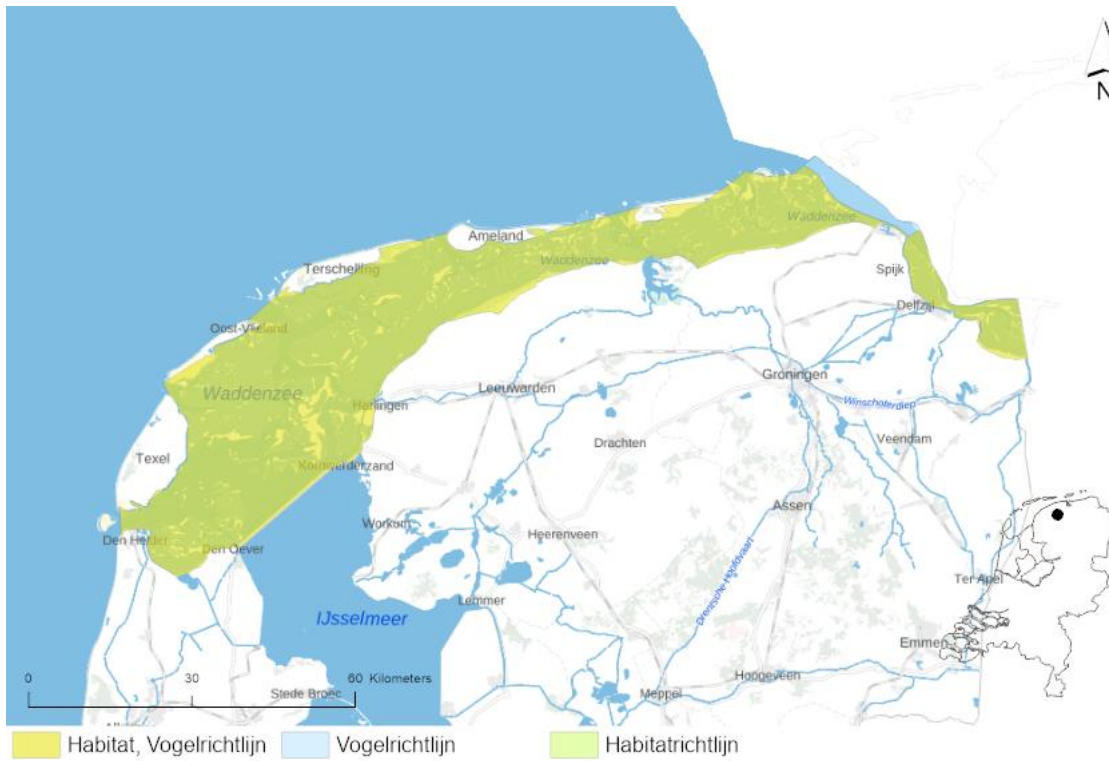 N
Ameland
Waddenzee
Terschelling
Waddenzee
Spijk
Delfzijl
Oost-Vlieland
Waddenzee
Harlingen
Leeuwarden
Groningen
Winschoterdiep
Drachten
Veendam
Texel
Kornwerderzand
Assen
Workum
Heerenveen
Den Helder
Den Oever
Drentsche Hoofdvaart
Ter Apel
Lemmer
IJsselmeer
Emmen
0 30 60 Kilometers
Hoogeveen
Stede Broec
Meppel
Habitat, Vogelrichtlijn Vogelrichtlijn Habitatrichtlijn